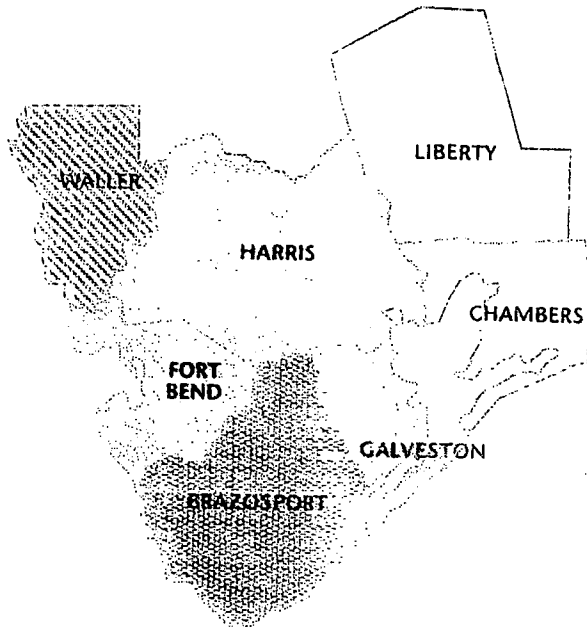 LIBERTY
WALLER
HARRIS
CHAMBERS
FORT
BEND
GALVESTON
BRAZOSPORT